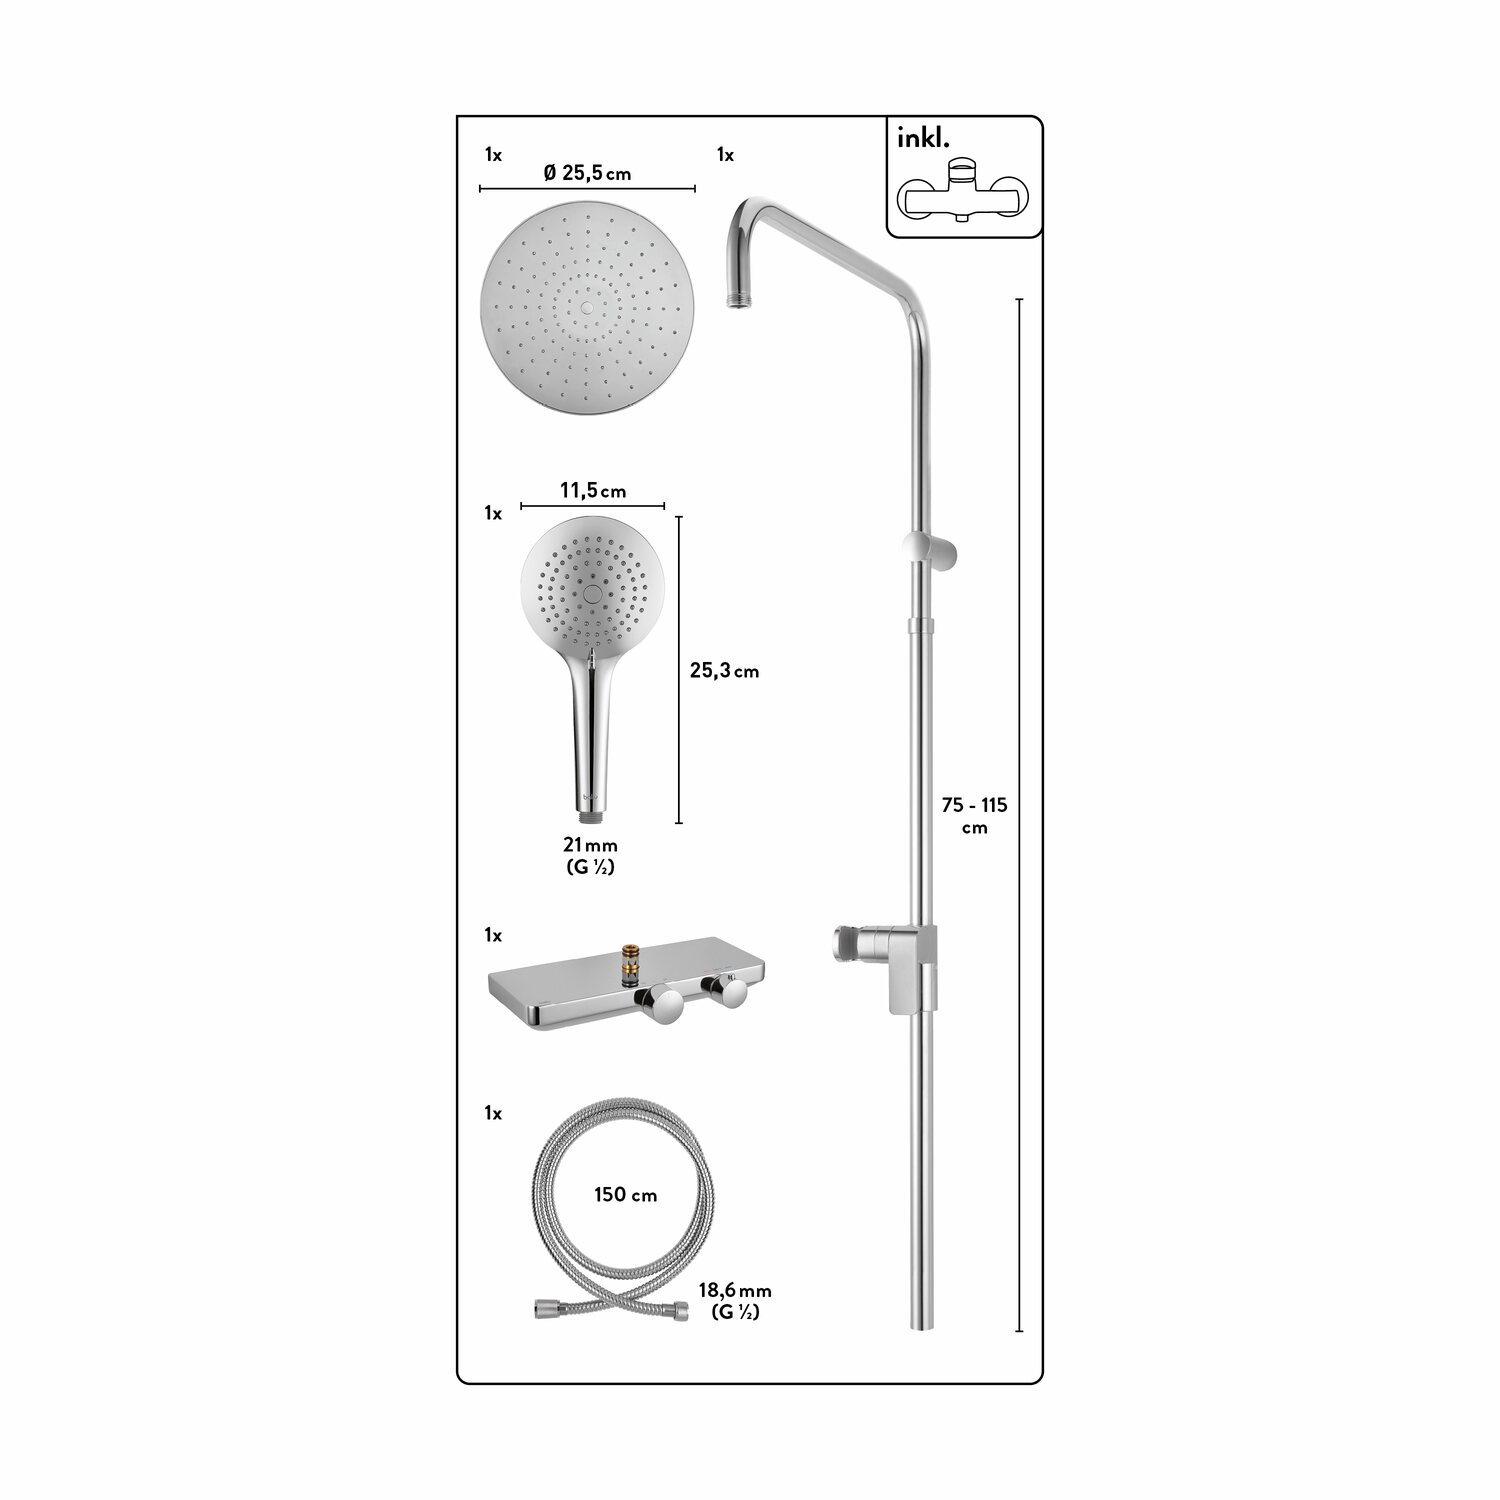 inkl.
1x
Ø 25,5 cm
1x
1x
11,5 cm
25,3 cm
21 mm
(G ½)
75 - 115
cm
1x
1x
150 cm
18,6 mm
(G ½)